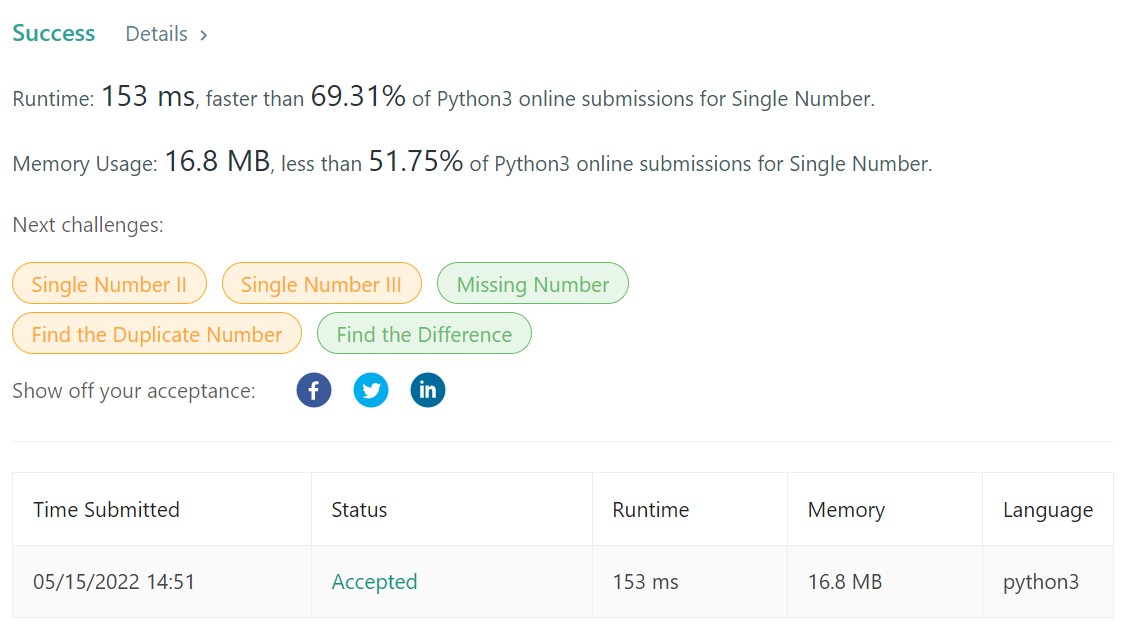 Success Details >
Runtime: 153 ms, faster than 69.31% of Python3 online submissions for Single Number.
Memory Usage: 16.8 MB, less than 51.75% of Python3 online submissions for Single Number.
Next challenges:
Single Number II Single Number III Missing Number
Find the Duplicate Number Find the Difference
Show off your acceptance: f in
Time Submitted Status Runtime Memory Language
05/15/2022 14:51 Accepted 153 ms 16.8 MB python3